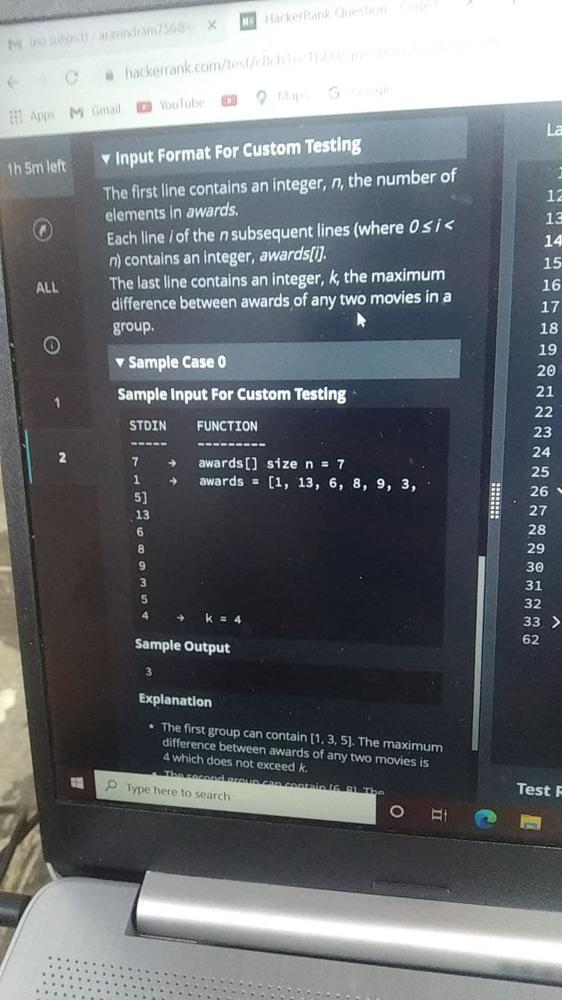 (no subject) - aravindram756@
HackerRank Question
hackerrank.com/test/
Apps Gmail YouTube Maps Google
1h 5m left
ALL
1
2
▼ Input Format For Custom Testing
The first line contains an integer, n, the number of
elements in awards.
Each line i of the n subsequent lines (where 0 ≤ i <
n) contains an integer, awards[i].
The last line contains an integer, k, the maximum
difference between awards of any two movies in a
group.
▼ Sample Case 0
Sample Input For Custom Testing
STDIN FUNCTION
----- ---------
7 → awards[] size n = 7
1 → awards = [1, 13, 6, 8, 9, 3,
5]
13
6
8
9
3
5
4 → k = 4
Sample Output
3
Explanation
• The first group can contain [1, 3, 5]. The maximum
difference between awards of any two movies is
4 which does not exceed k.
• The second group can contain [6, 8]. The
Type here to search
La
12
13
14
15
16
17
18
19
20
21
22
23
24
25
26
27
28
29
30
31
32
33 >
62
Test